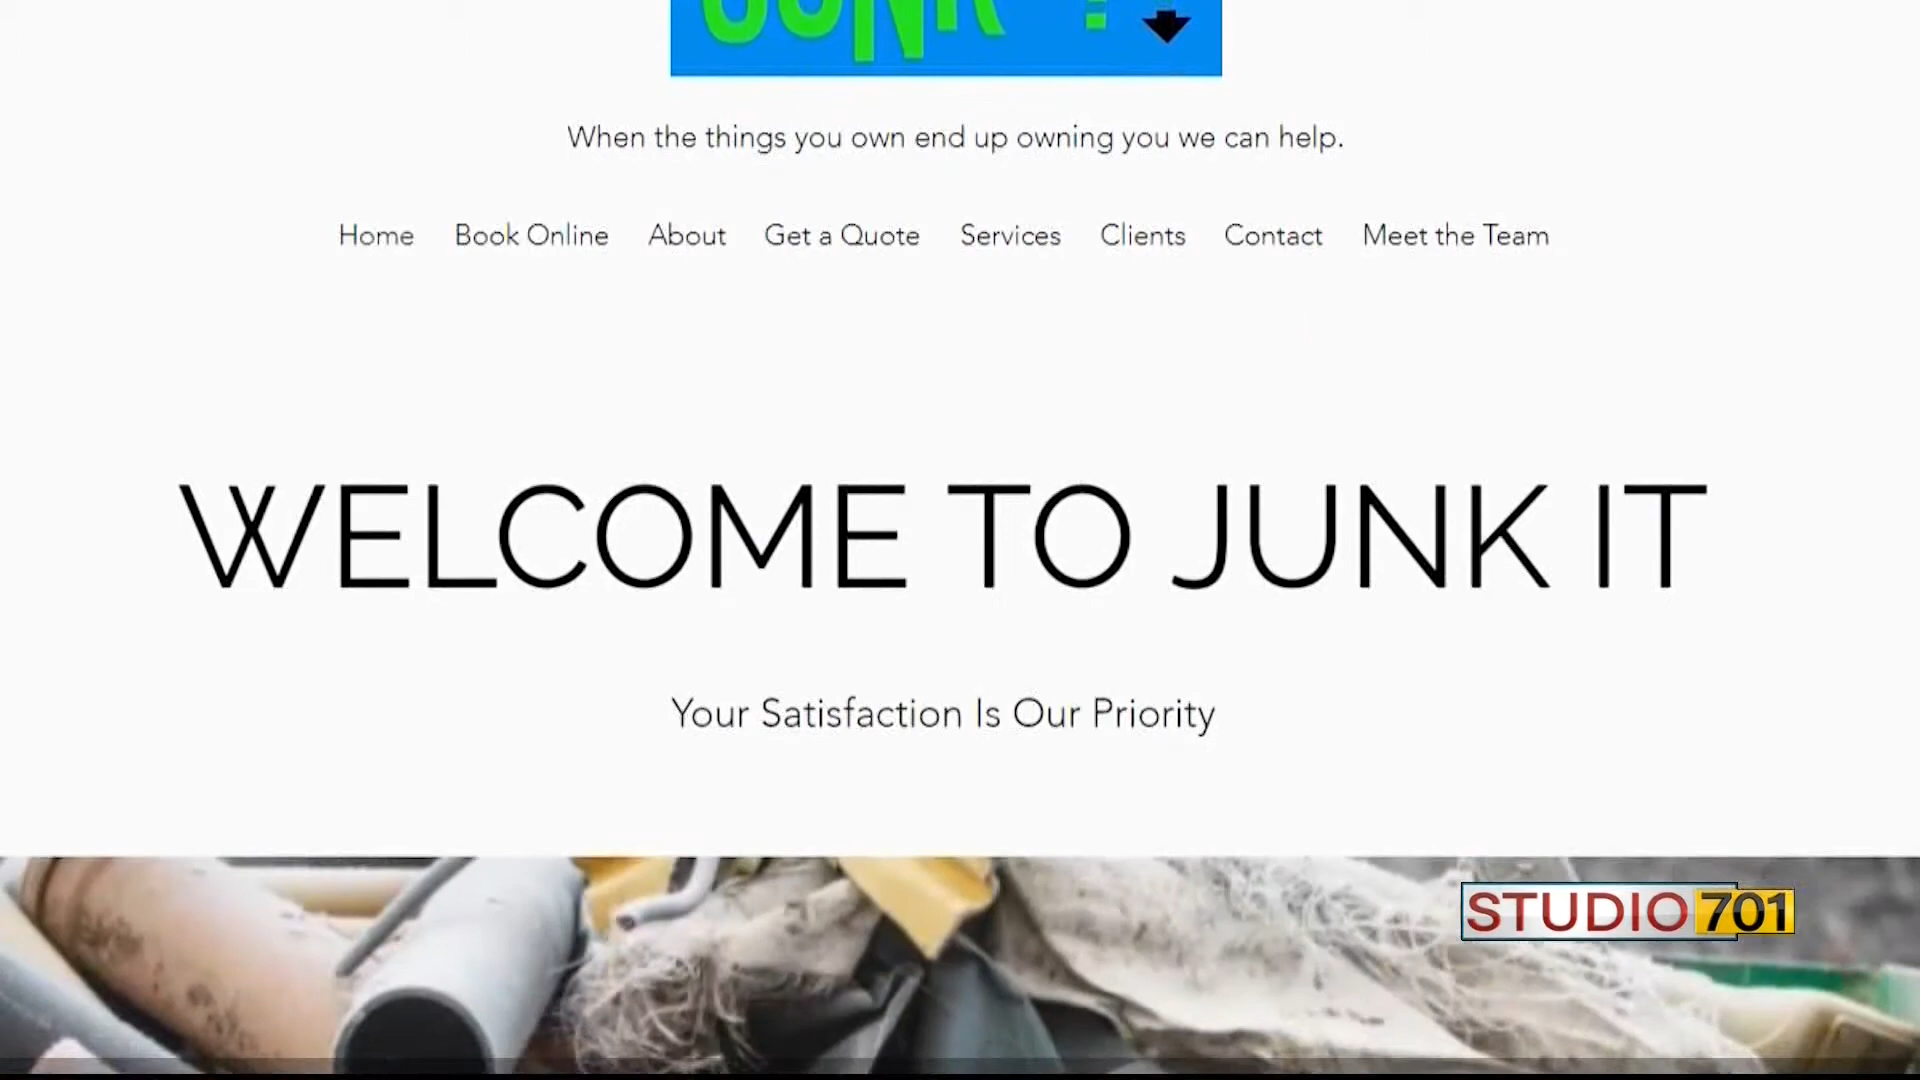 JUNK
When the things you own end up owning you we can help.
Home Book Online About Get a Quote Services Clients Contact Meet the Team
WELCOME TO JUNK IT
Your Satisfaction Is Our Priority
STUDIO 701